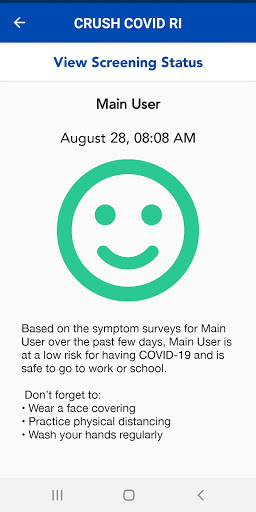 CRUSH COVID RI
View Screening Status
Main User
August 28, 08:08 AM
Based on the symptom surveys for Main
User over the past few days, Main User is
at a low risk for having COVID-19 and is
safe to go to work or school.
Don't forget to:
• Wear a face covering
• Practice physical distancing
• Wash your hands regularly